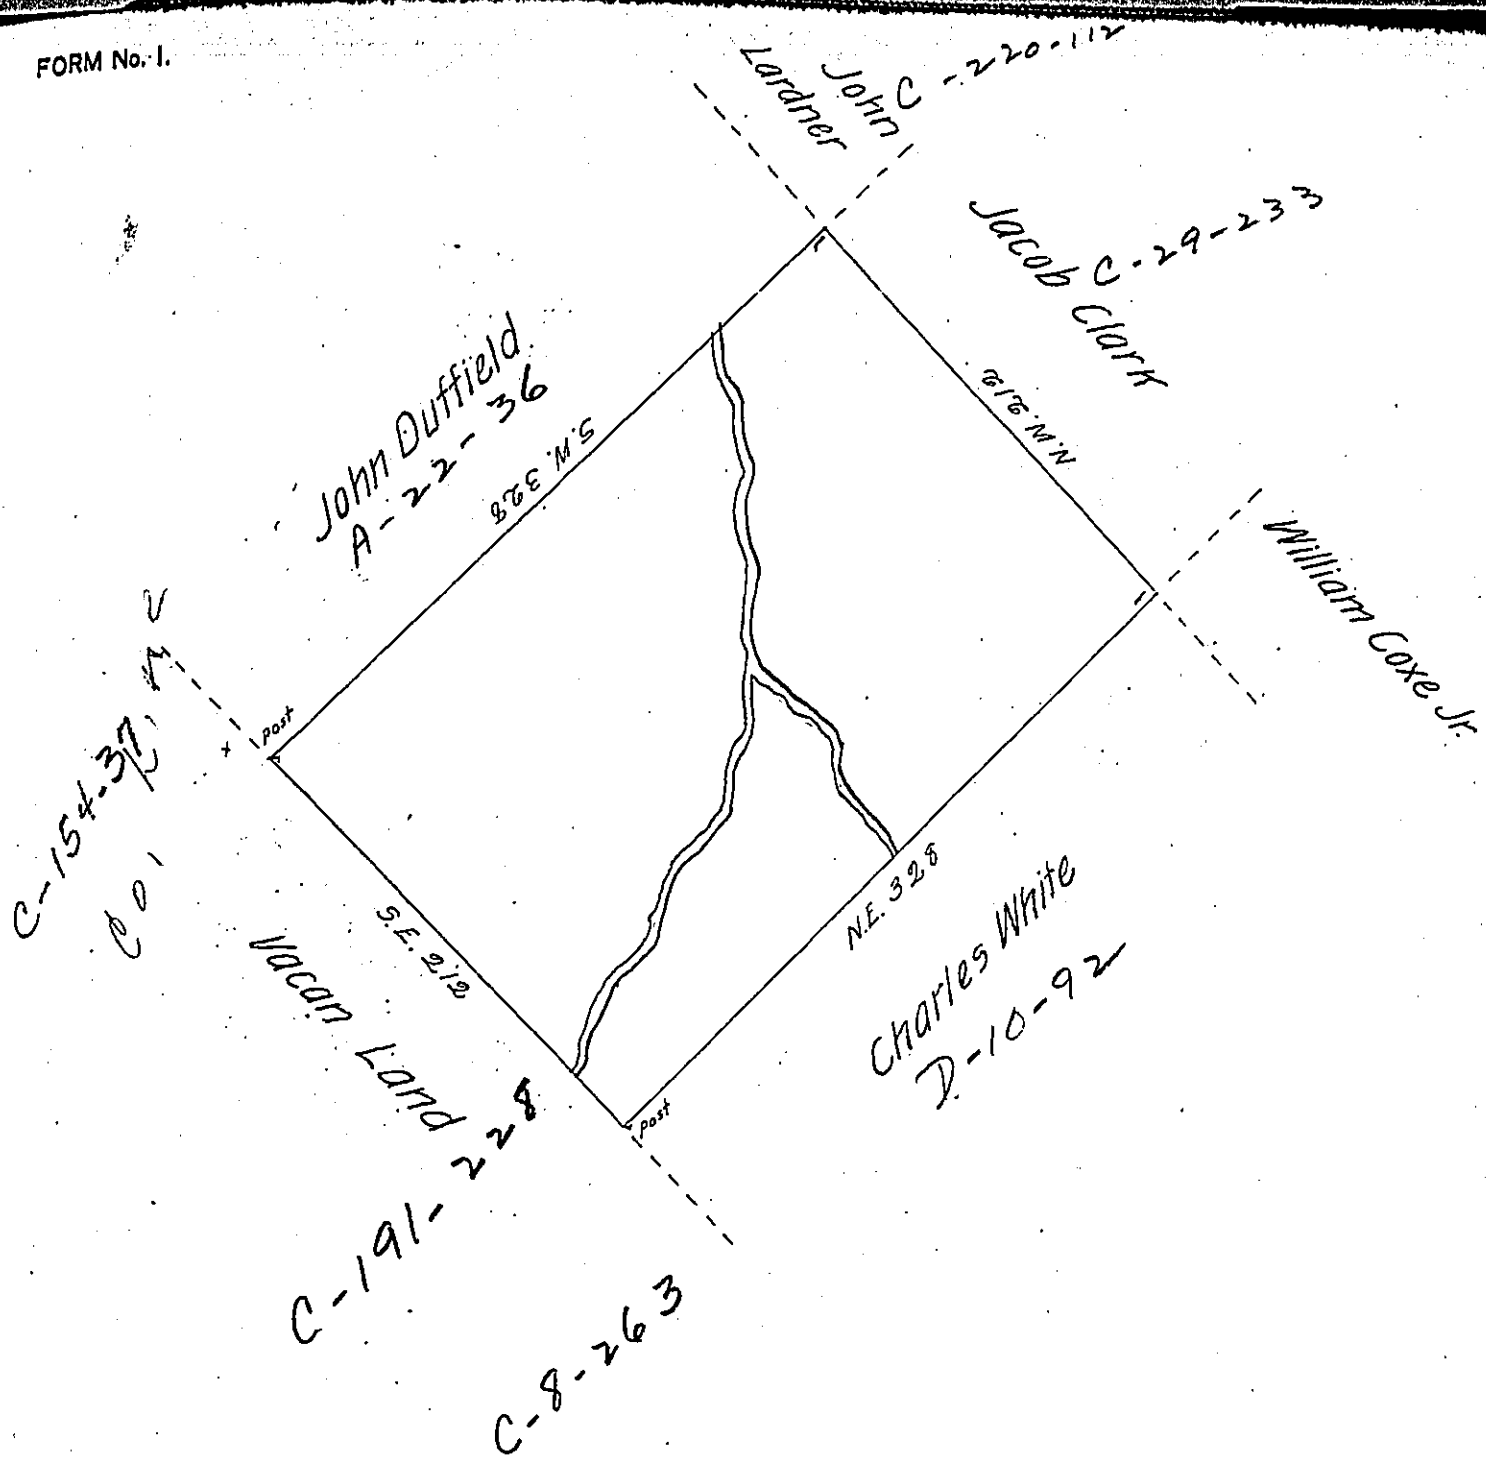 FORM No. 1.
John
Lardner
C-220-112
Jacob
Clark
C-29-233
John Duffield
A-22-36
S.W. 328
N.W. 212
William Coxe Jr.
post
C-154-37
Co.
S.E. 212
Vacan Land
C-191-228
N.E. 328
Charles White
D-10-92
post
C-8-263